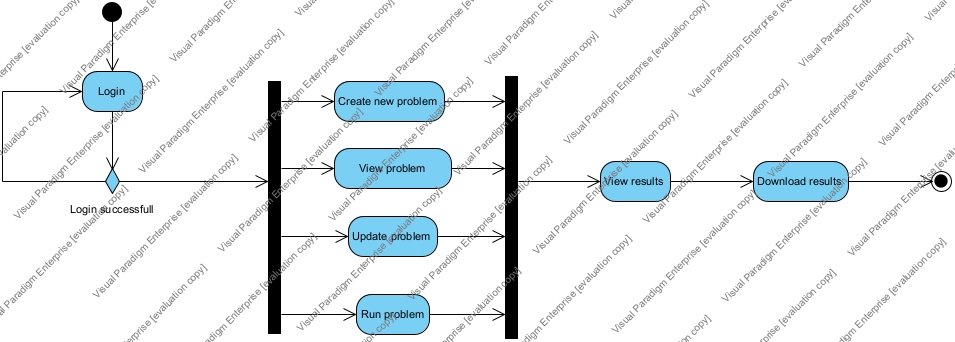 Login
Login successfull
Create new problem
View problem
Update problem
Run problem
View results
Download results
Visual Paradigm Enterprise [evaluation copy]